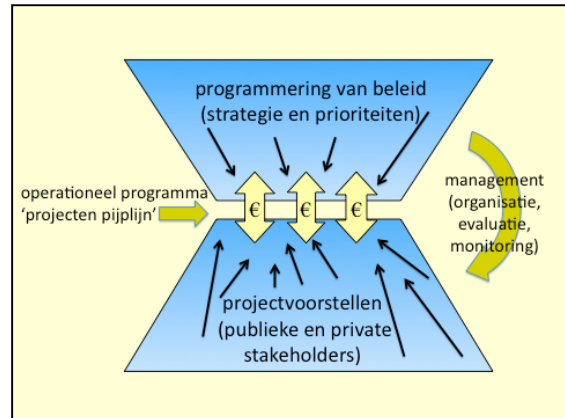 programmering van beleid
(strategie en prioriteiten)
operationeel programma
‘projecten pijplijn’
€ € €
management
(organisatie,
evaluatie,
monitoring)
projectvoorstellen
(publieke en private
stakeholders)